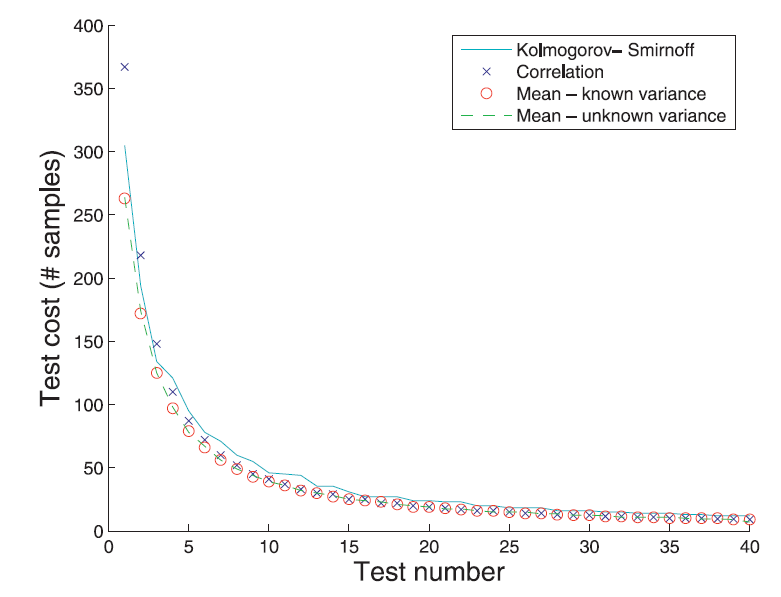 400
350
300
250
200
150
100
50
0
Test cost (# samples)
Kolmogorov– Smirnoff
Correlation
Mean – known variance
Mean – unknown variance
0 5 10 15 20 25 30 35 40
Test number